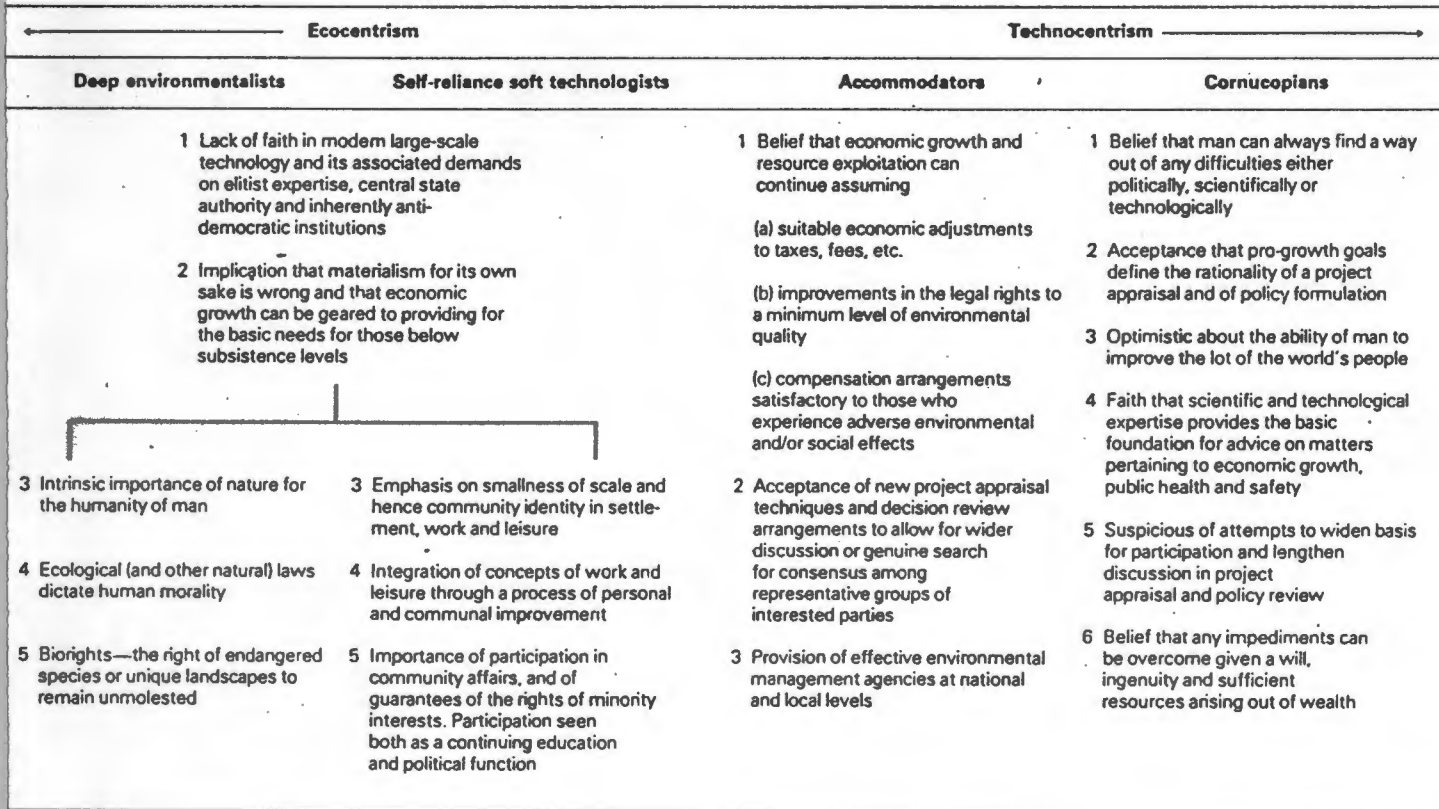 Ecocentrism
Technocentrism
Deep environmentalists
Self-reliance soft technologists
Accommodators
Cornucopians
1 Lack of faith in modern large-scale
technology and its associated demands
on elitist expertise, central state
authority and inherently anti-
democratic institutions
2 Implication that materialism for its own
sake is wrong and that economic
growth can be geared to providing for
the basic needs for those below
subsistence levels
3 Intrinsic importance of nature for
the humanity of man
4 Ecological (and other natural) laws
dictate human morality
5 Biorights—the right of endangered
species or unique landscapes to
remain unmolested
3 Emphasis on smallness of scale and
hence community identity in settle-
ment, work and leisure
4 Integration of concepts of work and
leisure through a process of personal
and communal improvement
5 Importance of participation in
community affairs, and of
guarantees of the rights of minority
interests. Participation seen
both as a continuing education
and political function
1 Belief that economic growth and
resource exploitation can
continue assuming
(a) suitable economic adjustments
to taxes, fees, etc.
(b) improvements in the legal rights to
a minimum level of environmental
quality
(c) compensation arrangements
satisfactory to those who
experience adverse environmental
and/or social effects
2 Acceptance of new project appraisal
techniques and decision review
arrangements to allow for wider
discussion or genuine search
for consensus among
representative groups of
interested parties
3 Provision of effective environmental
management agencies at national
and local levels
1 Belief that man can always find a way
out of any difficulties either
politically, scientifically or
technologically
2 Acceptance that pro-growth goals
define the rationality of a project
appraisal and of policy formulation
3 Optimistic about the ability of man to
improve the lot of the world's people
4 Faith that scientific and technological
expertise provides the basic
foundation for advice on matters
pertaining to economic growth,
public health and safety
5 Suspicious of attempts to widen basis
for participation and lengthen
discussion in project
appraisal and policy review
6 Belief that any impediments can
be overcome given a will,
ingenuity and sufficient
resources arising out of wealth